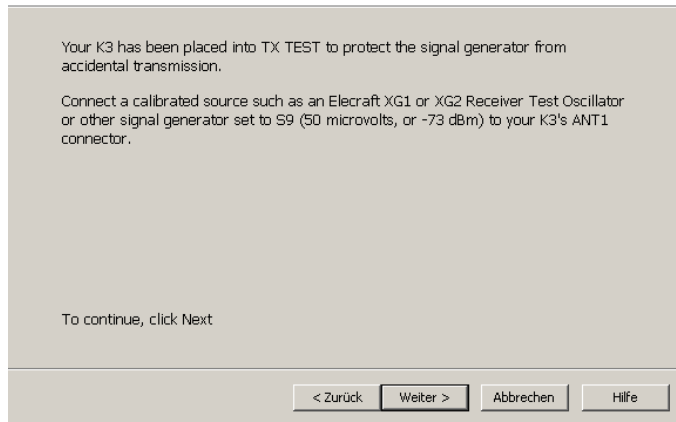 Your K3 has been placed into TX TEST to protect the signal generator from
accidental transmission.
Connect a calibrated source such as an Elecraft XG1 or XG2 Receiver Test Oscillator
or other signal generator set to S9 (50 microvolts, or -73 dBm) to your K3's ANT1
connector.
To continue, click Next
< Zurück Weiter > Abbrechen Hilfe